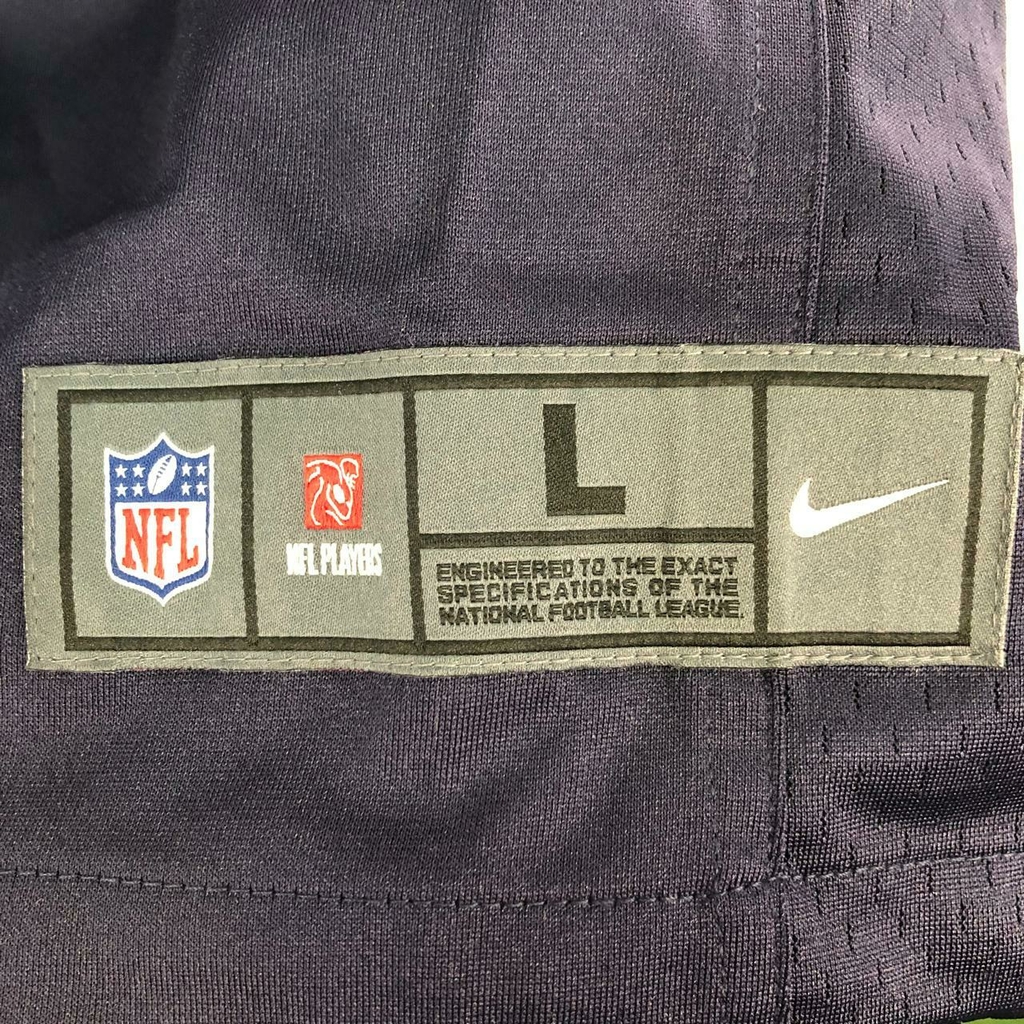 NFL
NFL PLAYERS
L
ENGINEERED TO THE EXACT
SPECIFICATIONS OF THE
NATIONAL FOOTBALL LEAGUE.